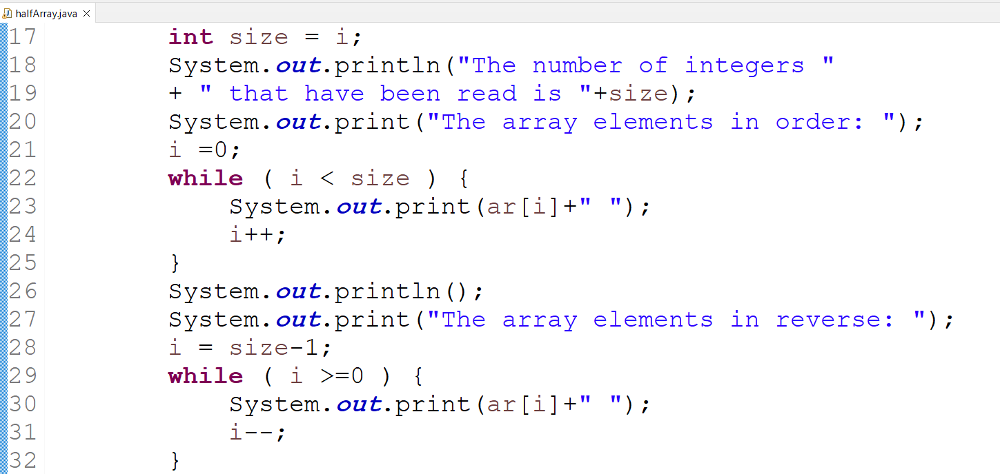 halfArray.java
17 int size = i;
18 System.out.println("The number of integers "
19 + " that have been read is "+size);
20 System.out.print("The array elements in order: ");
21 i =0;
22 while ( i < size ) {
23 System.out.print(ar[i]+" ");
24 i++;
25 }
26 System.out.println();
27 System.out.print("The array elements in reverse: ");
28 i = size-1;
29 while ( i >=0 ) {
30 System.out.print(ar[i]+" ");
31 i--;
32 }